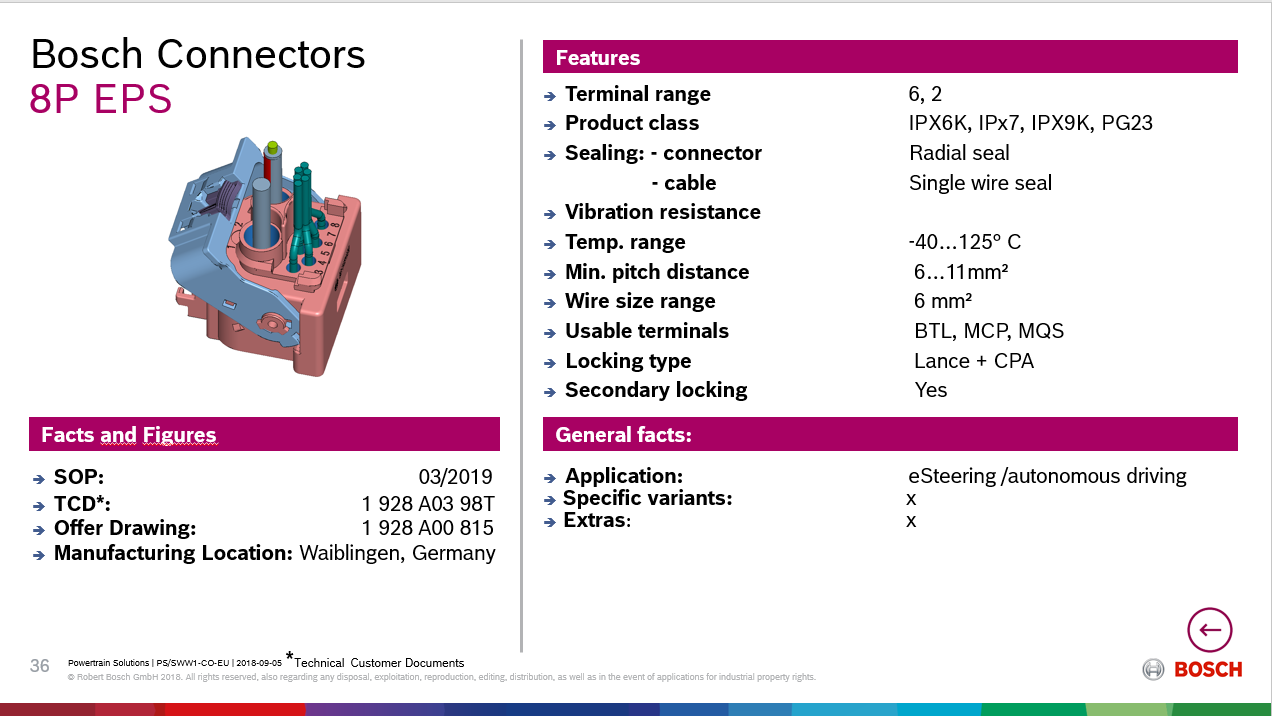 Bosch Connectors
8P EPS
Facts and Figures
SOP: 03/2019
TCD*: 1 928 A03 98T
Offer Drawing: 1 928 A00 815
Manufacturing Location: Waiblingen, Germany
Features
Terminal range 6, 2
Product class IPX6K, IPx7, IPX9K, PG23
Sealing: - connector Radial seal
- cable Single wire seal
Vibration resistance
Temp. range -40…125° C
Min. pitch distance 6…11mm²
Wire size range 6 mm²
Usable terminals BTL, MCP, MQS
Locking type Lance + CPA
Secondary locking Yes
General facts:
Application: eSteering /autonomous driving
Specific variants: x
Extras: x
36 Powertrain Solutions | PS/SWW1-CO-EU | 2018-09-05 *Technical Customer Documents
© Robert Bosch GmbH 2018. All rights reserved, also regarding any disposal, exploitation, reproduction, editing, distribution, as well as in the event of applications for industrial property rights.
BOSCH